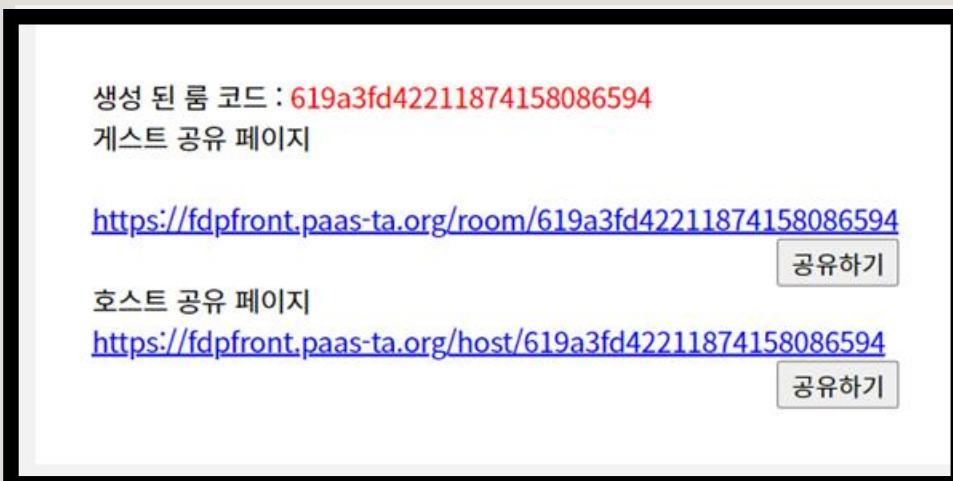 생성 된 룸 코드 : 619a3fd42211874158086594
게스트 공유 페이지
https://fdpfront.paas-ta.org/room/619a3fd42211874158086594
공유하기
호스트 공유 페이지
https://fdpfront.paas-ta.org/host/619a3fd42211874158086594
공유하기